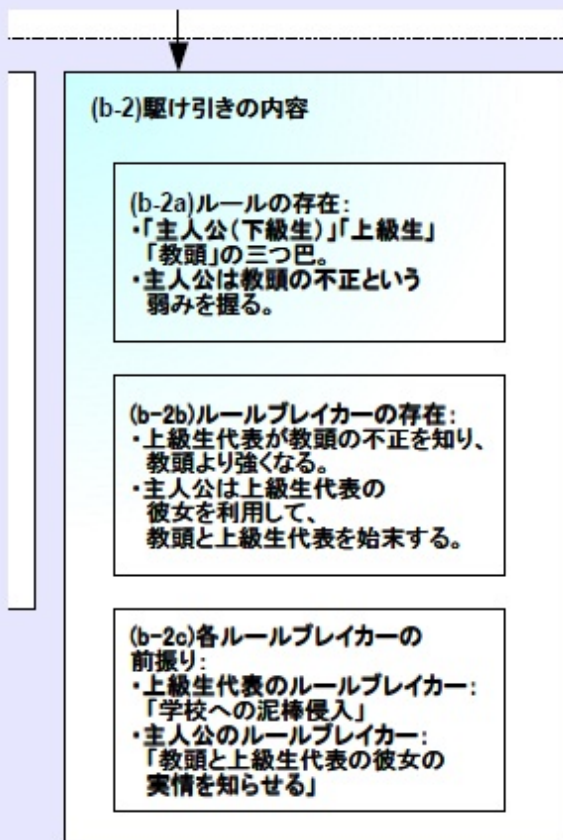 (b-2)駆け引きの内容
(b-2a)ルールの存在:
・「主人公(下級生)」「上級生」
「教頭」の三つ巴。
・主人公は教頭の不正という
弱みを握る。
(b-2b)ルールブレイカーの存在:
・上級生代表が教頭の不正を知り、
教頭より強くなる。
・主人公は上級生代表の
彼女を利用して、
教頭と上級生代表を始末する。
(b-2c)各ルールブレイカーの
前振り:
・上級生代表のルールブレイカー:
「学校への泥棒侵入」
・主人公のルールブレイカー:
「教頭と上級生代表の彼女の
実情を知らせる」